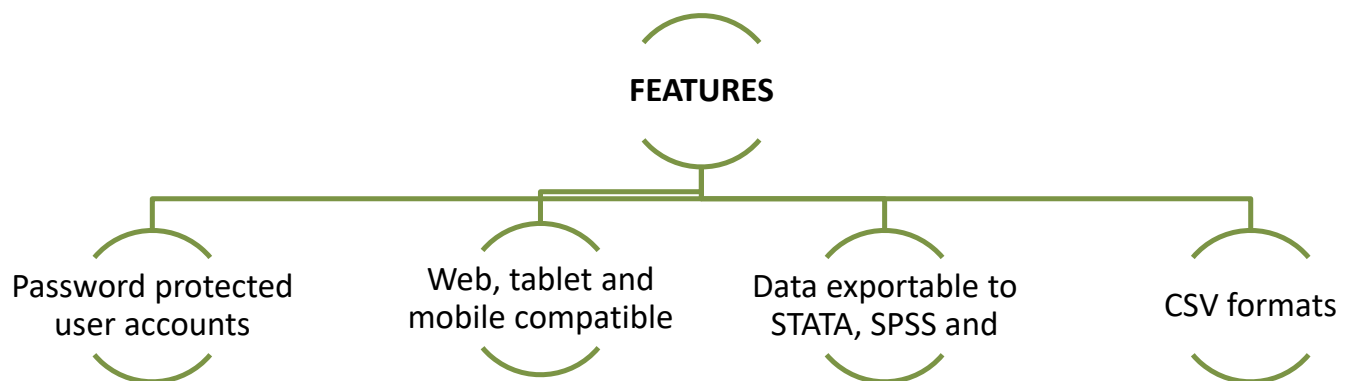 FEATURES
Password protected
user accounts
Web, tablet and
mobile compatible
Data exportable to
STATA, SPSS and
CSV formats